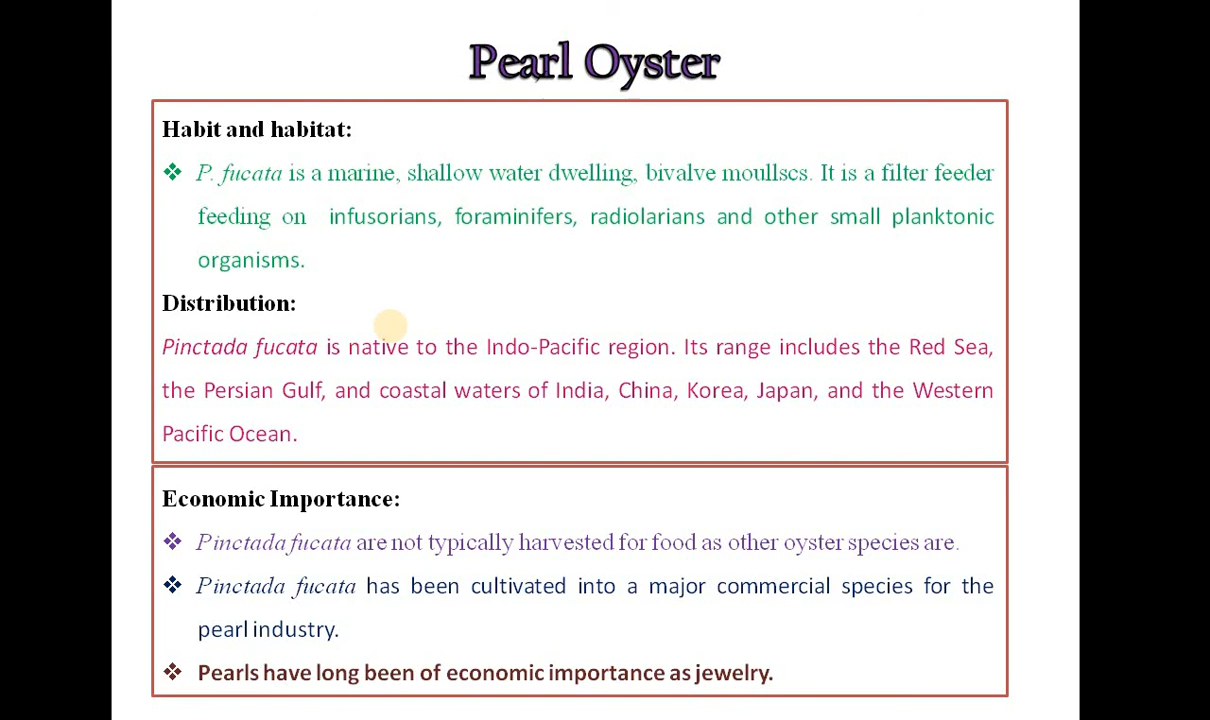 Pearl Oyster
Habit and habitat:
❖ P. fucata is a marine, shallow water dwelling, bivalve moullscs. It is a filter feeder
feeding on infusorians, foraminifers, radiolarians and other small planktonic
organisms.
Distribution:
Pinctada fucata is native to the Indo-Pacific region. Its range includes the Red Sea,
the Persian Gulf, and coastal waters of India, China, Korea, Japan, and the Western
Pacific Ocean.
Economic Importance:
❖ Pinctada fucata are not typically harvested for food as other oyster species are.
❖ Pinctada fucata has been cultivated into a major commercial species for the
pearl industry.
❖ Pearls have long been of economic importance as jewelry.